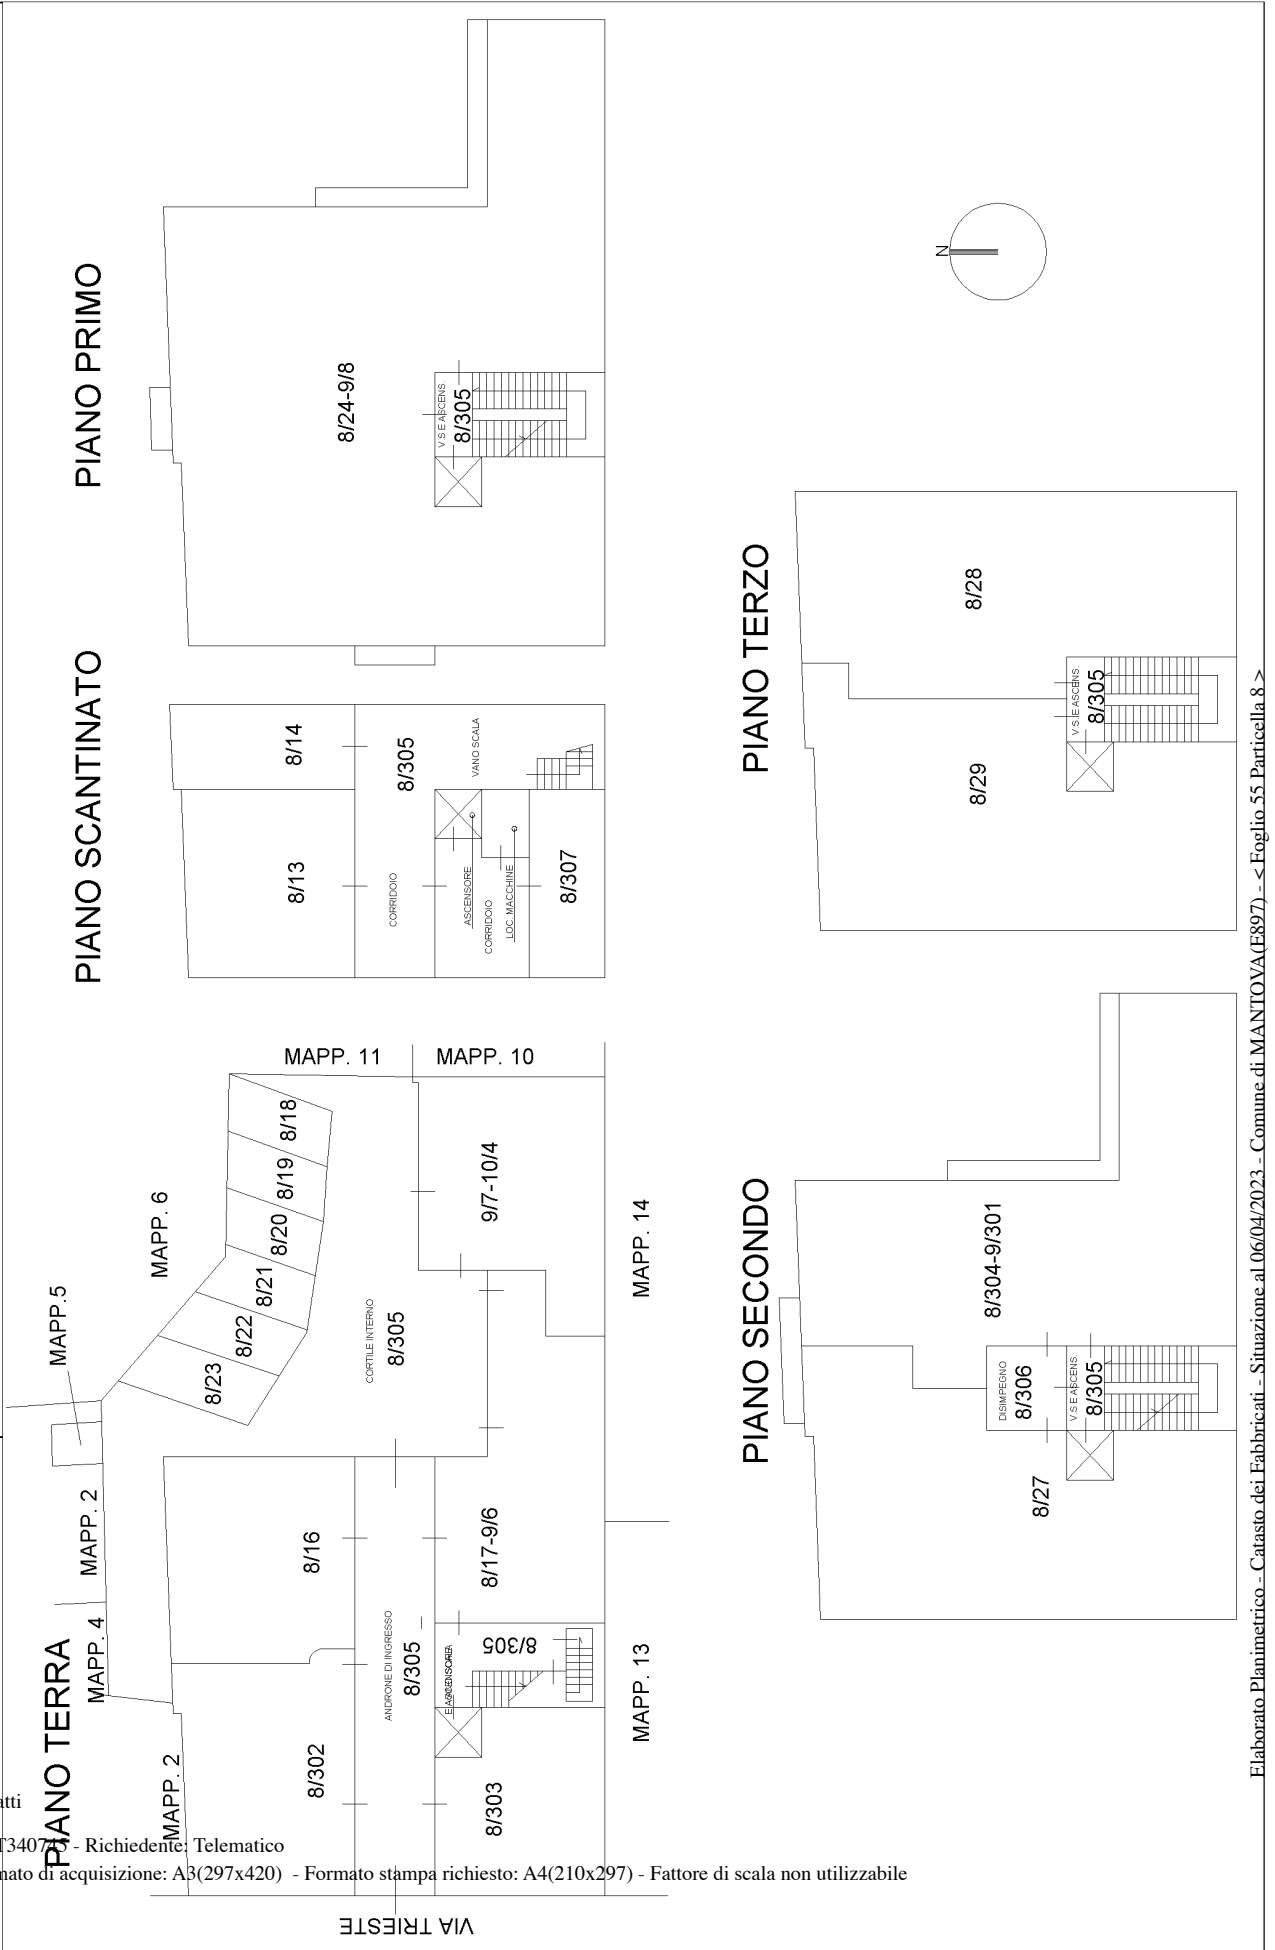 PIANO TERRA
MAPP. 4
MAPP. 2
MAPP.5
MAPP. 6
MAPP. 2
MAPP. 11
MAPP. 10
8/18
8/19
8/20
8/21
8/22
8/23
9/7-10/4
CORTILE INTERNO
8/305
8/16
8/17-9/6
8/302
8/303
ANDRONE DI INGRESSO
8/305
8/305
MAPP. 13
MAPP. 14
VIA TRIESTE
PIANO SCANTINATO
8/13
8/14
8/305
CORRIDOIO
VANO SCALA
ASCENSORE
CORRIDOIO
LOC. MACCHINE
8/307
PIANO PRIMO
8/24-9/8
V.S E ASCENS.
8/305
PIANO SECONDO
8/304-9/301
DISIMPEGNO
8/306
V.S E ASCENS.
8/305
8/27
PIANO TERZO
8/28
8/29
V.S E ASCENS.
8/305
N
atti
T340745 - Richiedente: Telematico
mato di acquisizione: A3(297x420) - Formato stampa richiesto: A4(210x297) - Fattore di scala non utilizzabile
Elaborato Planimetrico - Catasto dei Fabbricati - Situazione al 06/04/2023 - Comune di MANTOVA(E897) - < Foglio 55 Particella 8 >